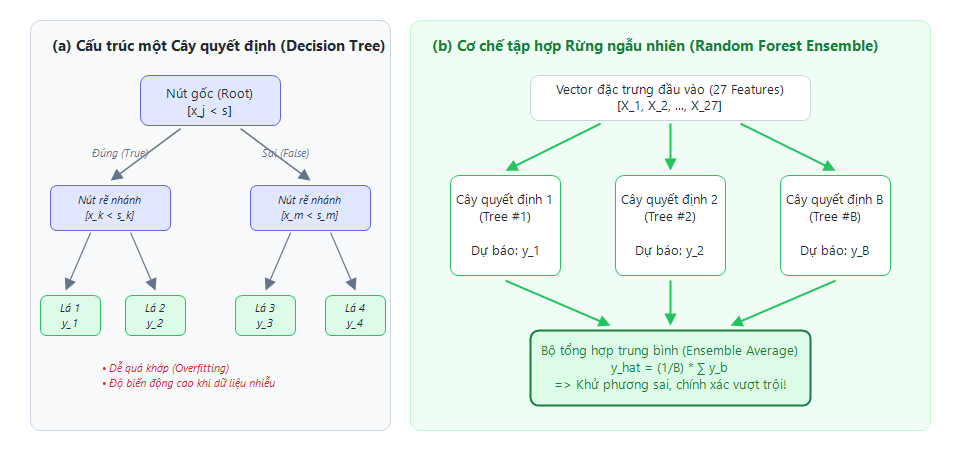 (a) Cấu trúc một Cây quyết định (Decision Tree)
Nút gốc (Root)
[x_j < s]
Đúng (True)
Sai (False)
Nút rẽ nhánh
[x_k < s_k]
Nút rẽ nhánh
[x_m < s_m]
Lá 1
y_1
Lá 2
y_2
Lá 3
y_3
Lá 4
y_4
• Dễ quá khớp (Overfitting)
• Độ biến động cao khi dữ liệu nhiễu
(b) Cơ chế tập hợp Rừng ngẫu nhiên (Random Forest Ensemble)
Vector đặc trưng đầu vào (27 Features)
[X_1, X_2, ..., X_27]
Cây quyết định 1
(Tree #1)
Dự báo: y_1
Cây quyết định 2
(Tree #2)
Dự báo: y_2
Cây quyết định B
(Tree #B)
Dự báo: y_B
Bộ tổng hợp trung bình (Ensemble Average)
y_hat = (1/B) * ∑ y_b
=> Khử phương sai, chính xác vượt trội!